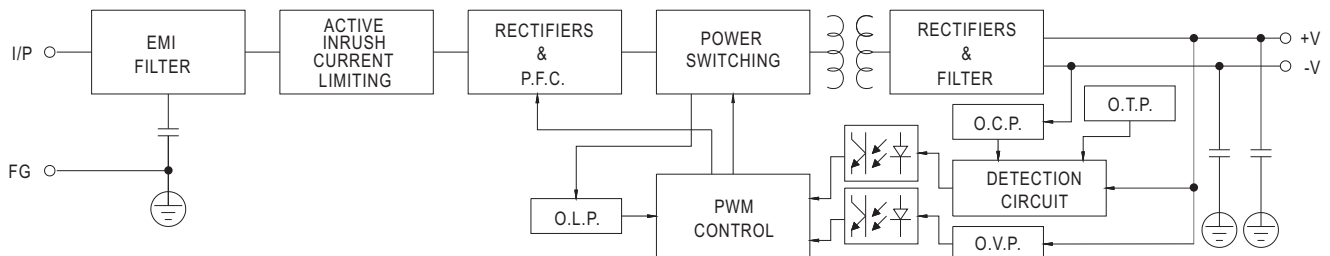 I/P
EMI
FILTER
ACTIVE
INRUSH
CURRENT
LIMITING
RECTIFIERS
&
P.F.C.
POWER
SWITCHING
RECTIFIERS
&
FILTER
+V
-V
O.C.P.
O.T.P.
FG
O.L.P.
PWM
CONTROL
DETECTION
CIRCUIT
O.V.P.